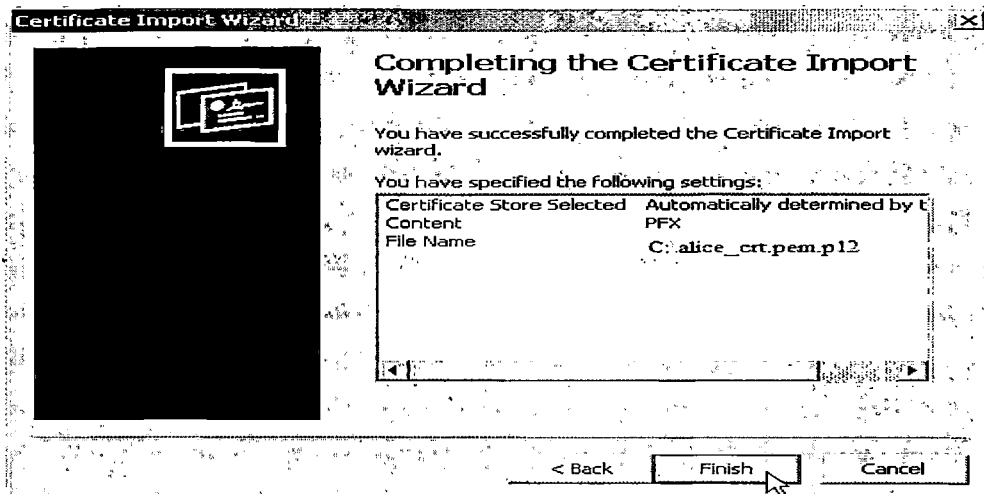 Certificate Import Wizard
Completing the Certificate Import
Wizard
You have successfully completed the Certificate Import
wizard.
You have specified the following settings:
Certificate Store Selected Automatically determined by t
Content PFX
File Name C:\alice_crt.pem.p12
< Back Finish Cancel